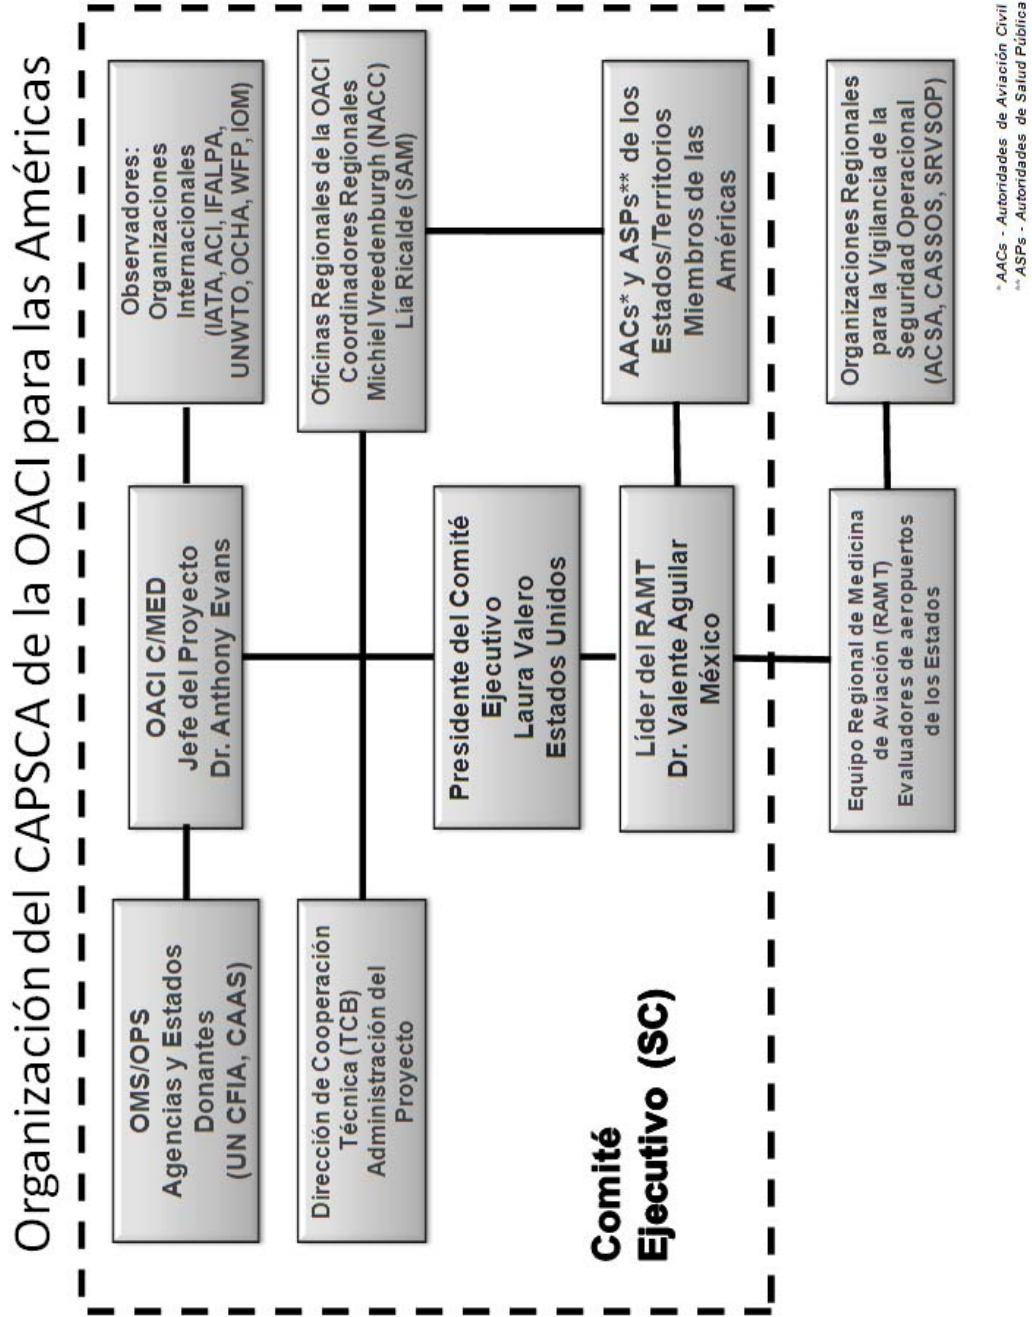 Organización del CAPSCA de la OACI para las Américas
OMS/OPS
Agencias y Estados
Donantes
(UN CFIA, CAAS)
OACI C/MED
Jefe del Proyecto
Dr. Anthony Evans
Observadores:
Organizaciones
Internacionales
(IATA, ACI, IFALPA,
UNWTO, OCHA, WFP, IOM)
Dirección de Cooperación
Técnica (TCB)
Administración del
Proyecto
Oficinas Regionales de la OACI
Coordinadores Regionales
Michiel Vreedenburgh (NACC)
Lía Ricalde (SAM)
Presidente del Comité
Ejecutivo
Laura Valero
Estados Unidos
Comité
Ejecutivo (SC)
Líder del RAMT
Dr. Valente Aguilar
México
AACs* y ASPs** de los
Estados/Territorios
Miembros de las
Américas
Equipo Regional de Medicina
de Aviación (RAMT)
Evaluadores de aeropuertos
de los Estados
Organizaciones Regionales
para la Vigilancia de la
Seguridad Operacional
(ACSA, CASSOS, SRVSOP)
* AACs - Autoridades de Aviación Civil
** ASPs - Autoridades de Salud Pública